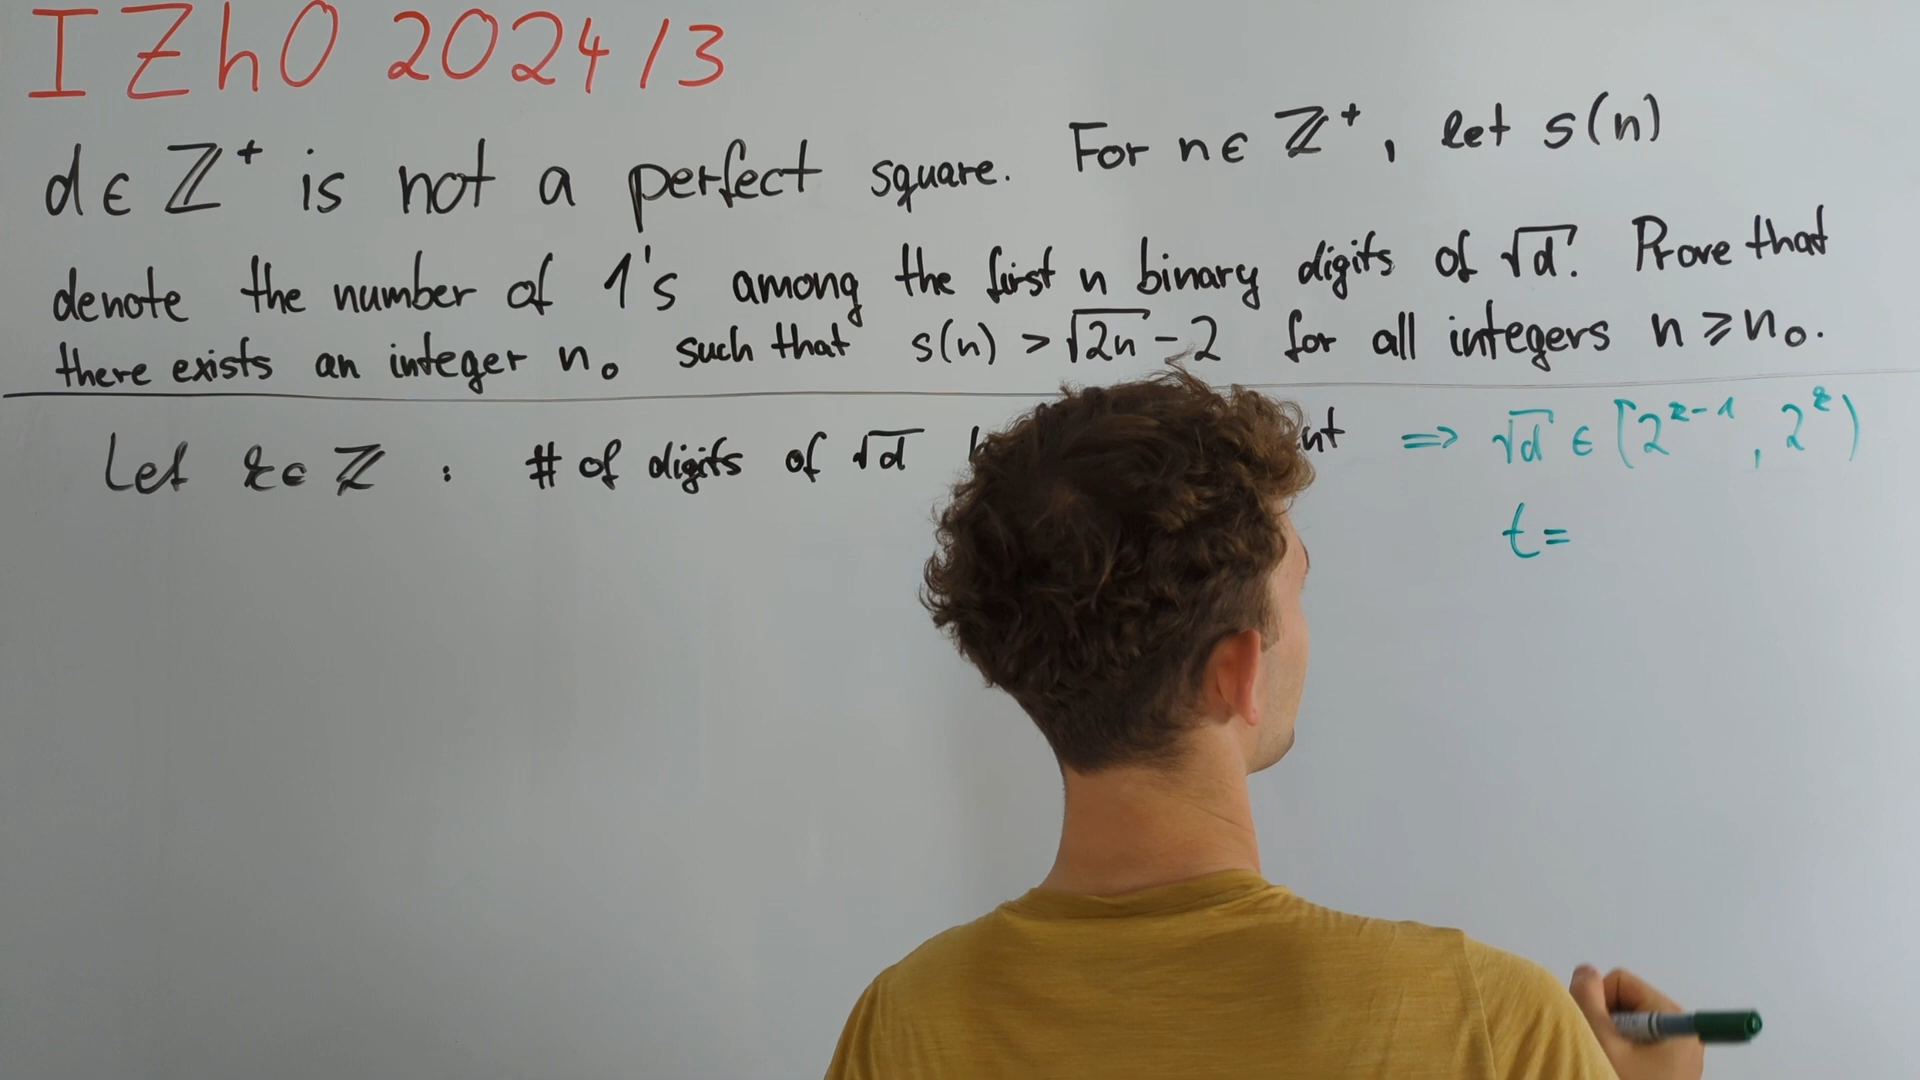 IZhO 2024/3
d ∈ ℤ⁺ is not a perfect square. For n ∈ ℤ⁺, let s(n)
denote the number of 1's among the first n binary digits of √d. Prove that
there exists an integer n₀ such that s(n) > √2n - 2 for all integers n ⩾ n₀.
Let k ∈ ℤ : # of digits of √d ⇒ √d ∈ (2ᵏ⁻¹, 2ᵏ)
t =